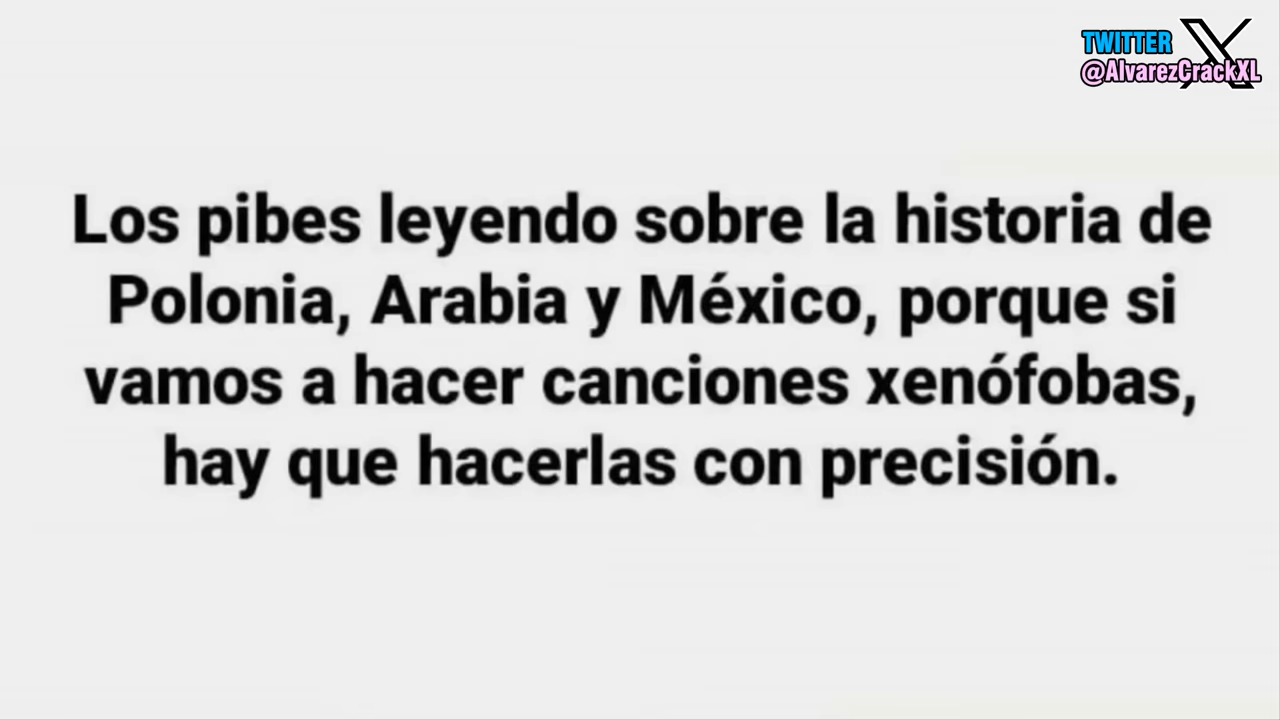 TWITTER
@AlvarezCrackXL
Los pibes leyendo sobre la historia de
Polonia, Arabia y México, porque si
vamos a hacer canciones xenófobas,
hay que hacerlas con precisión.